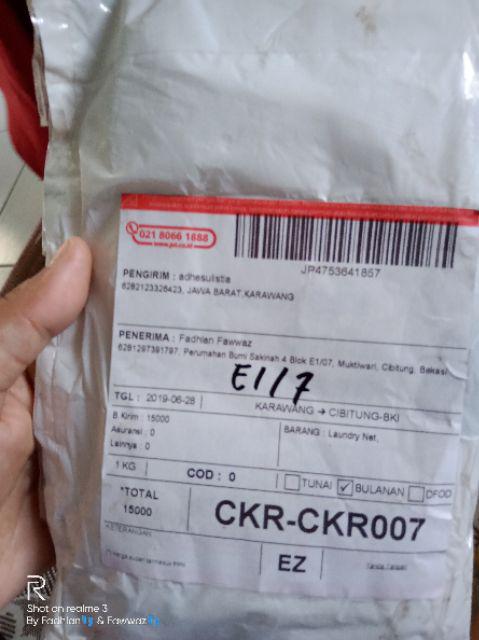 021 8066 1888
www.jet.co.id
JP4753641857
PENGIRIM : adhesulistia
6282123326423, JAWA BARAT,KARAWANG
PENERIMA : Fadhlan Fawwaz
6281297391797, Perumahan Bumi Sakinah 4 Blok E1/07, Muktiwari, Cibitung, Bekasi
E1/7
TGL : 2019-06-28
KARAWANG → CIBITUNG-BKI
B.Kirim : 15000
Asuransi : 0
Lainnya : 0
BARANG : Laundry Net,
1 KG
COD : 0
TUNAI
BULANAN
DFOD
*TOTAL
15000
CKR-CKR007
KETERANGAN
EZ
Tanda Tangan
R
Shot on realme 3
By Fadhlan & Fawwaz